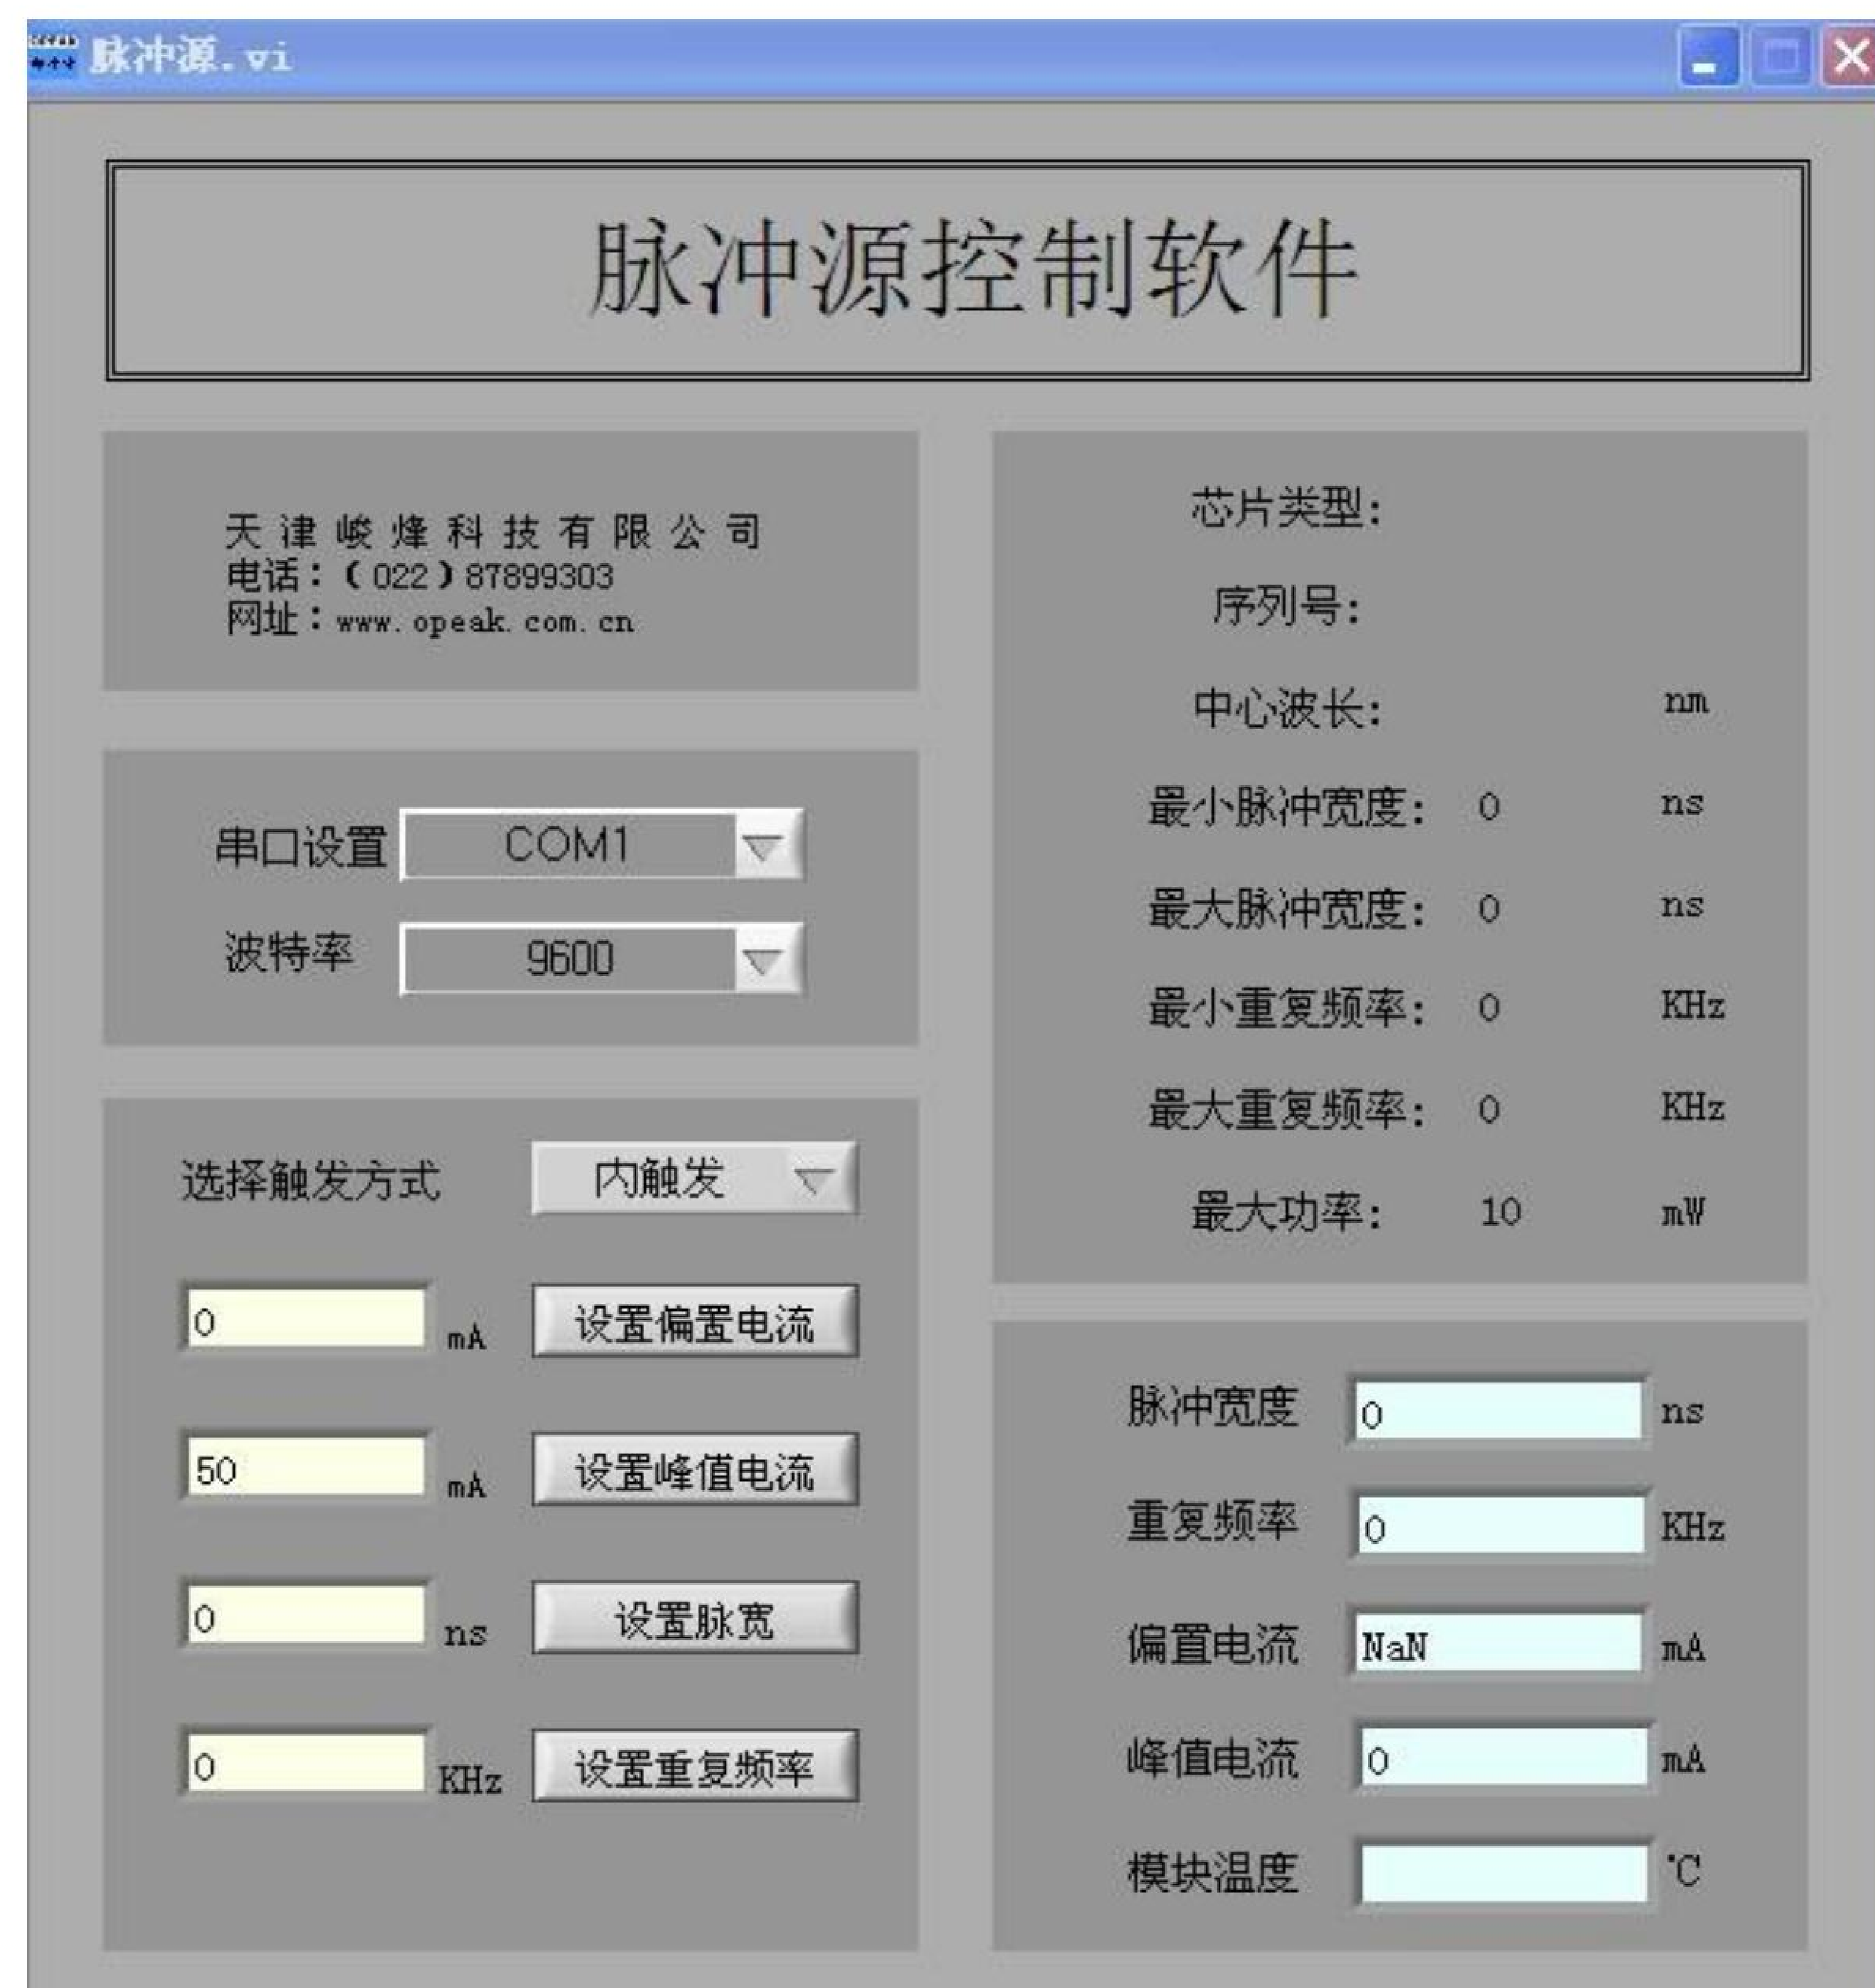 脉冲源.vi
脉冲源控制软件
天津峻烽科技有限公司
电话：(022)87899303
网址：www.opeak.com.cn
串口设置 COM1
波特率 9600
选择触发方式 内触发
0 mA 设置偏置电流
50 mA 设置峰值电流
0 ns 设置脉宽
0 KHz 设置重复频率
芯片类型:
序列号:
中心波长: nm
最小脉冲宽度: 0 ns
最大脉冲宽度: 0 ns
最小重复频率: 0 KHz
最大重复频率: 0 KHz
最大功率: 10 mW
脉冲宽度 0 ns
重复频率 0 KHz
偏置电流 NaN mA
峰值电流 0 mA
模块温度 ℃